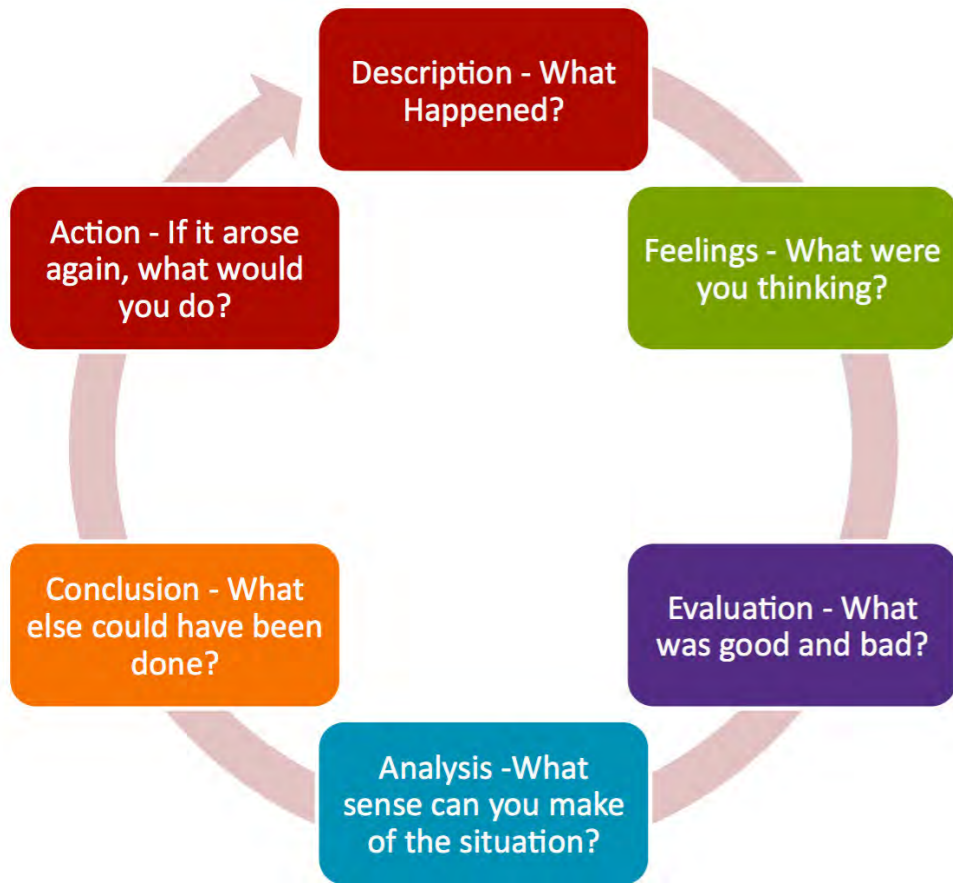 Description - What
Happened?
Feelings - What were
you thinking?
Evaluation - What
was good and bad?
Analysis -What
sense can you make
of the situation?
Conclusion - What
else could have been
done?
Action - If it arose
again, what would
you do?